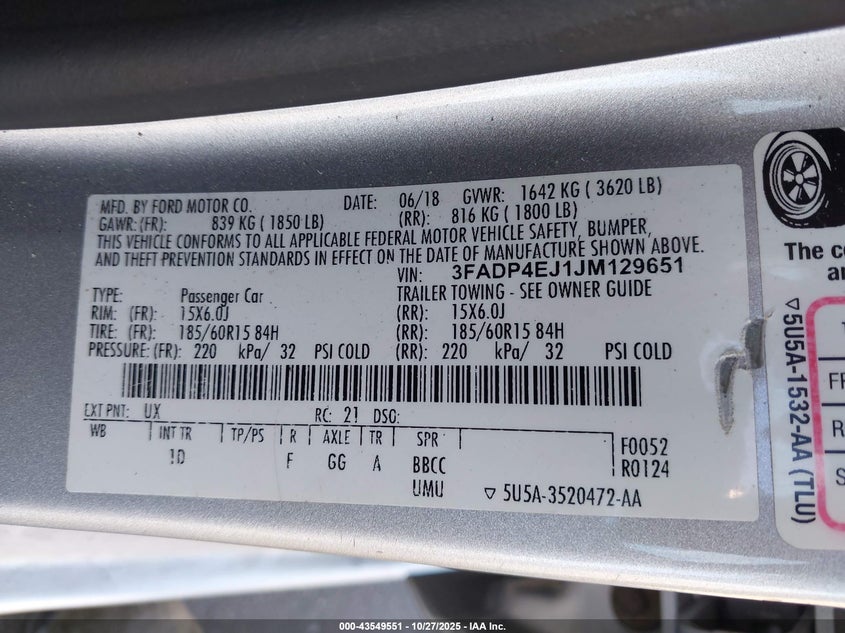 MFD. BY FORD MOTOR CO.
DATE: 06/18 GVWR: 1642 KG ( 3620 LB)
GAWR: (FR): 839 KG ( 1850 LB) (RR): 816 KG ( 1800 LB)
THIS VEHICLE CONFORMS TO ALL APPLICABLE FEDERAL MOTOR VEHICLE SAFETY, BUMPER,
AND THEFT PREVENTION STANDARDS IN EFFECT ON THE DATE OF MANUFACTURE SHOWN ABOVE.
VIN: 3FADP4EJ1JM129651
TYPE: Passenger Car TRAILER TOWING - SEE OWNER GUIDE
RIM: (FR): 15X6.0J (RR): 15X6.0J
TIRE: (FR): 185/60R15 84H (RR): 185/60R15 84H
PRESSURE: (FR): 220 kPa/ 32 PSI COLD (RR): 220 kPa/ 32 PSI COLD
EXT PNT: UX RC: 21 DSO:
WB INT TR TP/PS R AXLE TR SPR F0052
1D F GG A BBCC R0124
UMU ▽ 5U5A-3520472-AA
The co
an
▽5U5A-1532-AA (TLU)
FR
R
S
000-43549551 - 10/27/2025 - IAA Inc.